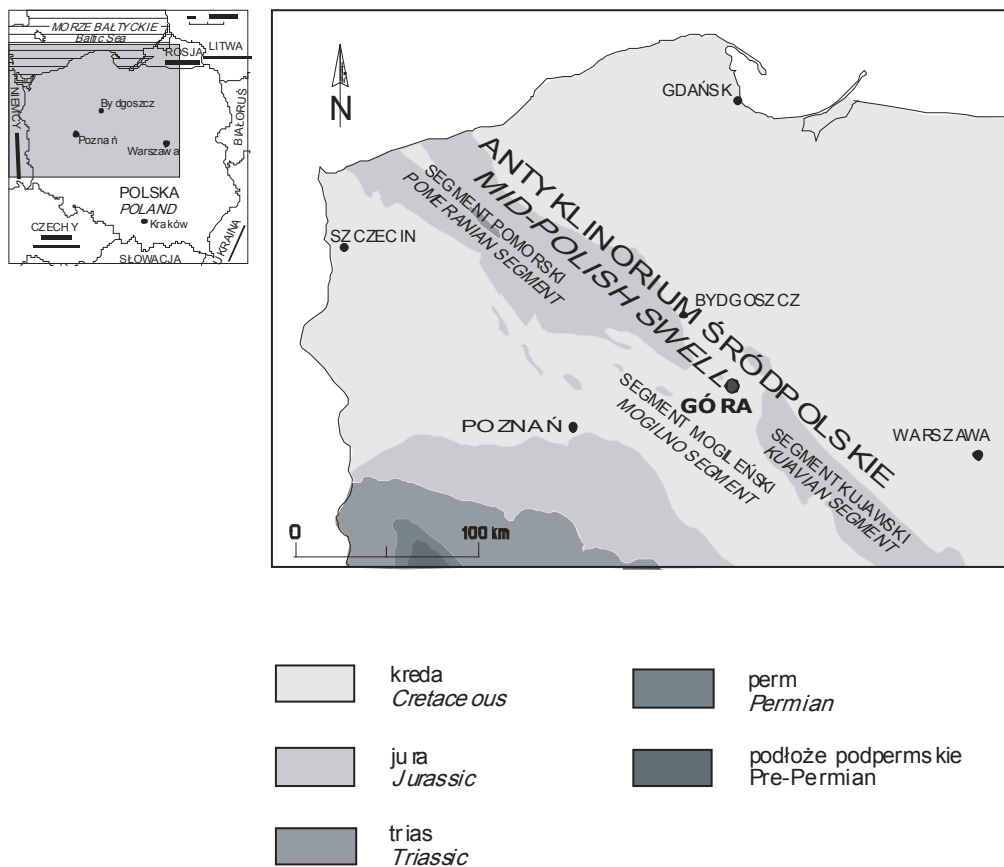 MORZE BAŁTYCKIE
Baltic Sea
ROSJA
LITWA
NIEMCY
Bydgoszcz
BIAŁORUŚ
Poznań
Warszawa
POLSKA
POLAND
Kraków
CZECHY
SŁOWACJA
UKRAINA
N
GDAŃSK
ANTYKLINORIUM ŚRÓDPOLSKIE
MID-POLISH SWELL
SEGMENT POMORSKI
POMERANIAN SEGMENT
SZCZECIN
BYDGOSZCZ
GÓRA
SEGMENT MOGILEŃSKI
MOGILNO SEGMENT
POZNAŃ
SEGMENT KUJAWSKI
KUJAVIAN SEGMENT
WARSZAWA
0 100 km
kreda
Cretaceous
jura
Jurassic
trias
Triassic
perm
Permian
podłoże podpermskie
Pre-Permian